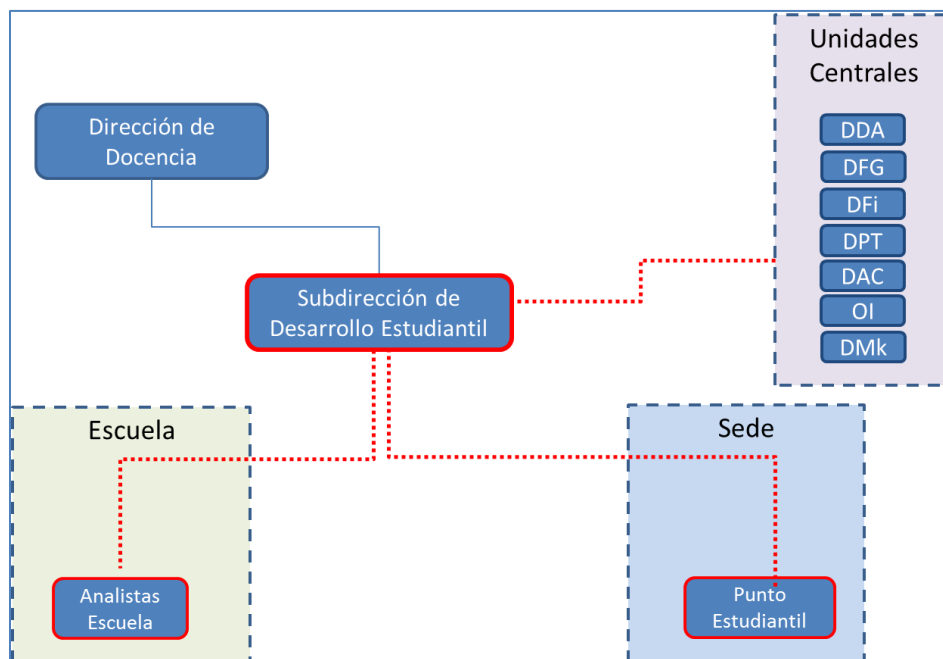 Dirección de
Docencia
Unidades
Centrales
DDA
DFG
DFi
DPT
DAC
OI
DMk
Subdirección de
Desarrollo Estudiantil
Escuela
Analistas
Escuela
Sede
Punto
Estudiantil